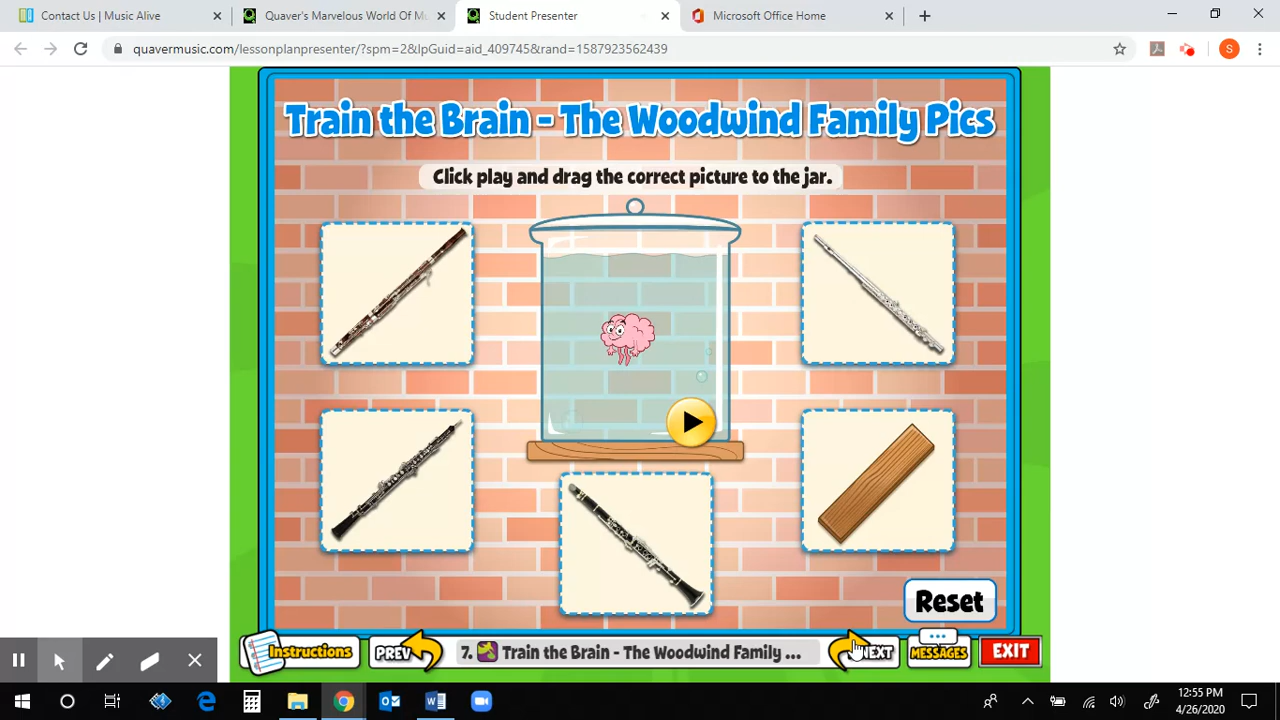 Contact Us | Music Alive
Quaver's Marvelous World Of Mu
Student Presenter
Microsoft Office Home
quavermusic.com/lessonplanpresenter/?spm=2&lpGuid=aid_409745&rand=1587923562439
S
Train the Brain - The Woodwind Family Pics
Click play and drag the correct picture to the jar.
Reset
Instructions
PREV
7. Train the Brain - The Woodwind Family ...
NEXT
MESSAGES
EXIT
12:55 PM
4/26/2020